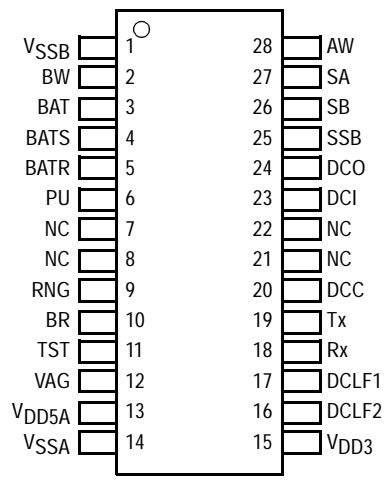 VSSB 1 28 AW
BW 2 27 SA
BAT 3 26 SB
BATS 4 25 SSB
BATR 5 24 DCO
PU 6 23 DCI
NC 7 22 NC
NC 8 21 NC
RNG 9 20 DCC
BR 10 19 Tx
TST 11 18 Rx
VAG 12 17 DCLF1
VDD5A 13 16 DCLF2
VSSA 14 15 VDD3